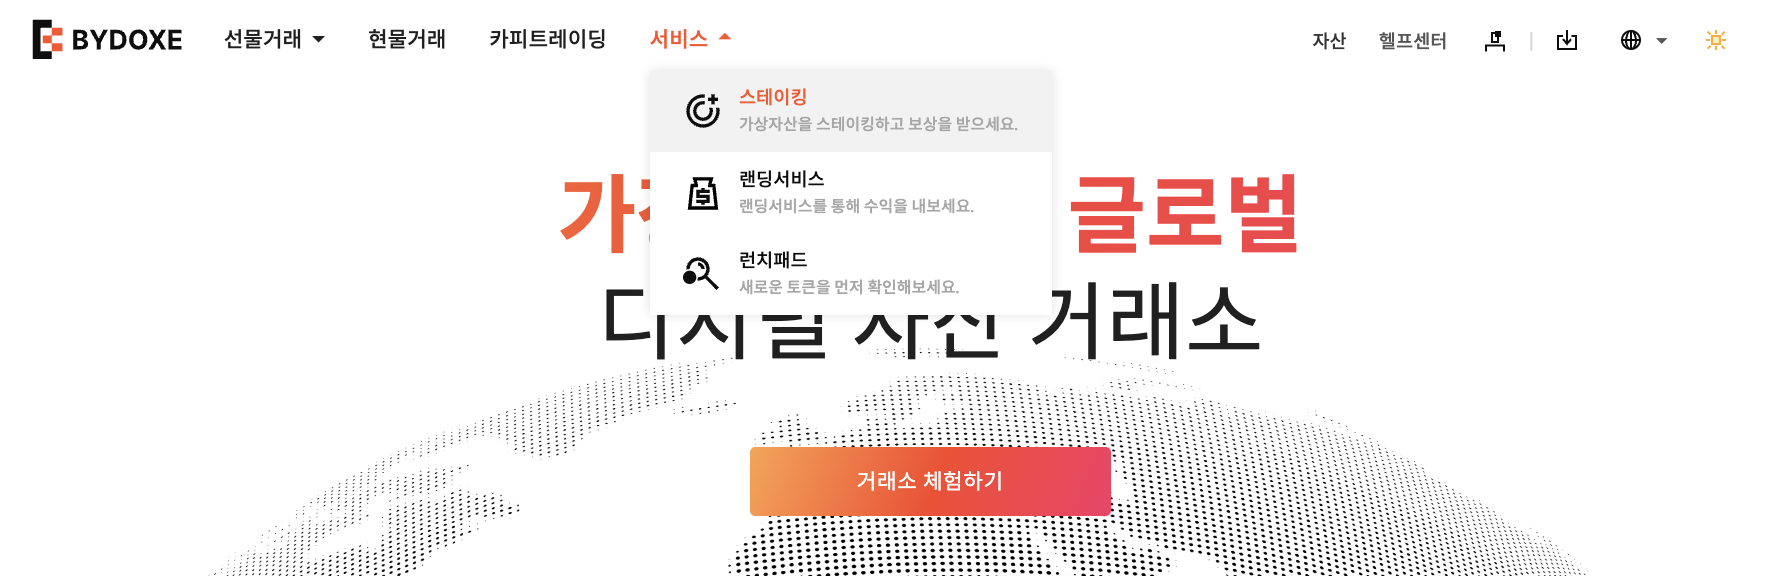 BYDOXE 선물거래 현물거래 카피트레이딩 서비스 자산 헬프센터
스테이킹
가상자산을 스테이킹하고 보상을 받으세요.
랜딩서비스
랜딩서비스를 통해 수익을 내보세요.
런치패드
새로운 토큰을 먼저 확인해보세요.
글로벌
디지털 자산 거래소
거래소 체험하기